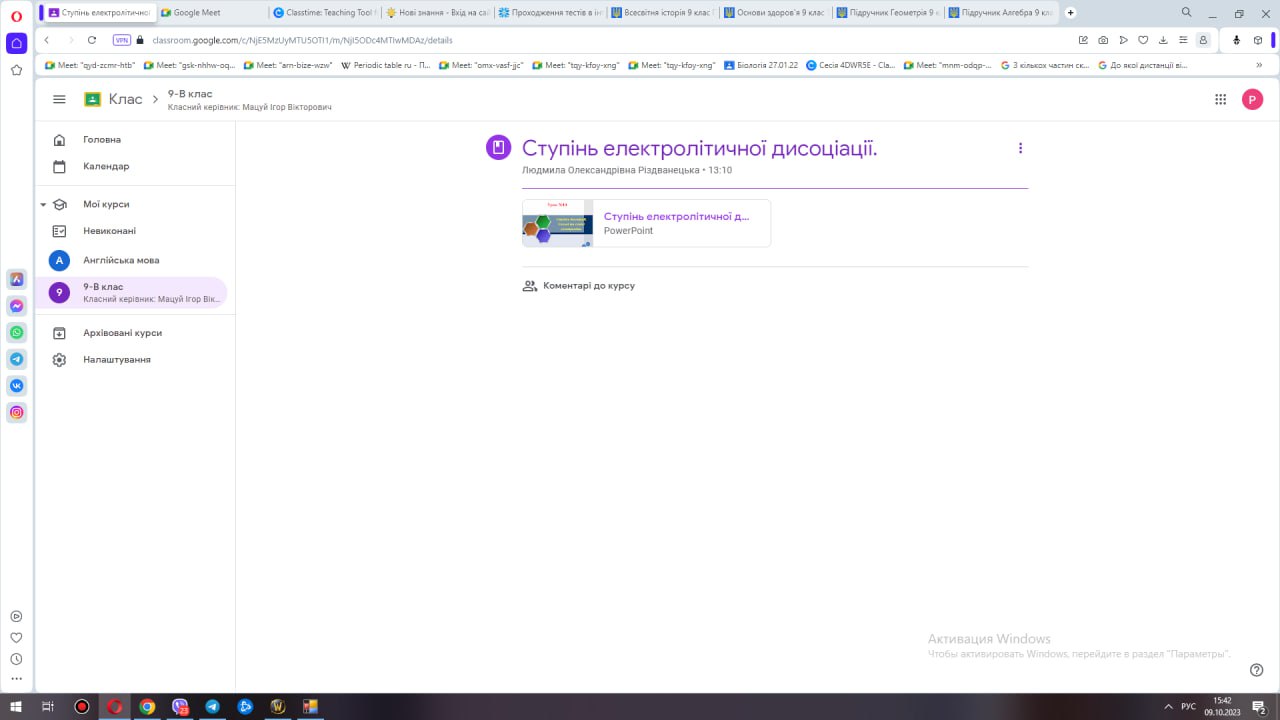 Ступінь електролітичної
Google Meet
Classtime: Teaching Tool f
Нові знання - Вхід на са
Проходження тестів в ін
Всесвітня історія 9 клас
Основи здоров'я 9 клас
Підручник Геометрія 9 к
Підручник Алгебра 9 кла
VPN
classroom.google.com/c/NjE5MzUyMTU5OTI1/m/NjI5ODc4MTIwMDAz/details
Meet: "qyd-zcmr-htb"
Meet: "gsk-nhhw-oq...
Meet: "arn-bize-wzw"
Periodic table ru - П...
Meet: "omx-vasf-jjc"
Meet: "tqy-kfoy-xng"
Meet: "tqy-kfoy-xng"
Біологія 27.01.22
Сесія 4DWR5E - Cla...
Meet: "mnm-odqp-...
З кількох частин ск...
До якої дистанції ві...
Клас
9-В клас
Класний керівник: Мацуй Ігор Вікторович
P
Головна
Календар
Мої курси
Невиконані
А
Англійська мова
9
9-В клас
Класний керівник: Мацуй Ігор Вік...
Архівовані курси
Налаштування
Ступінь електролітичної дисоціації.
Людмила Олександрівна Різдванецька • 13:10
Ступінь електролітичної д...
PowerPoint
Коментарі до курсу
Активация Windows
Чтобы активировать Windows, перейдите в раздел "Параметры".
23
РУС
15:42
09.10.2023
2